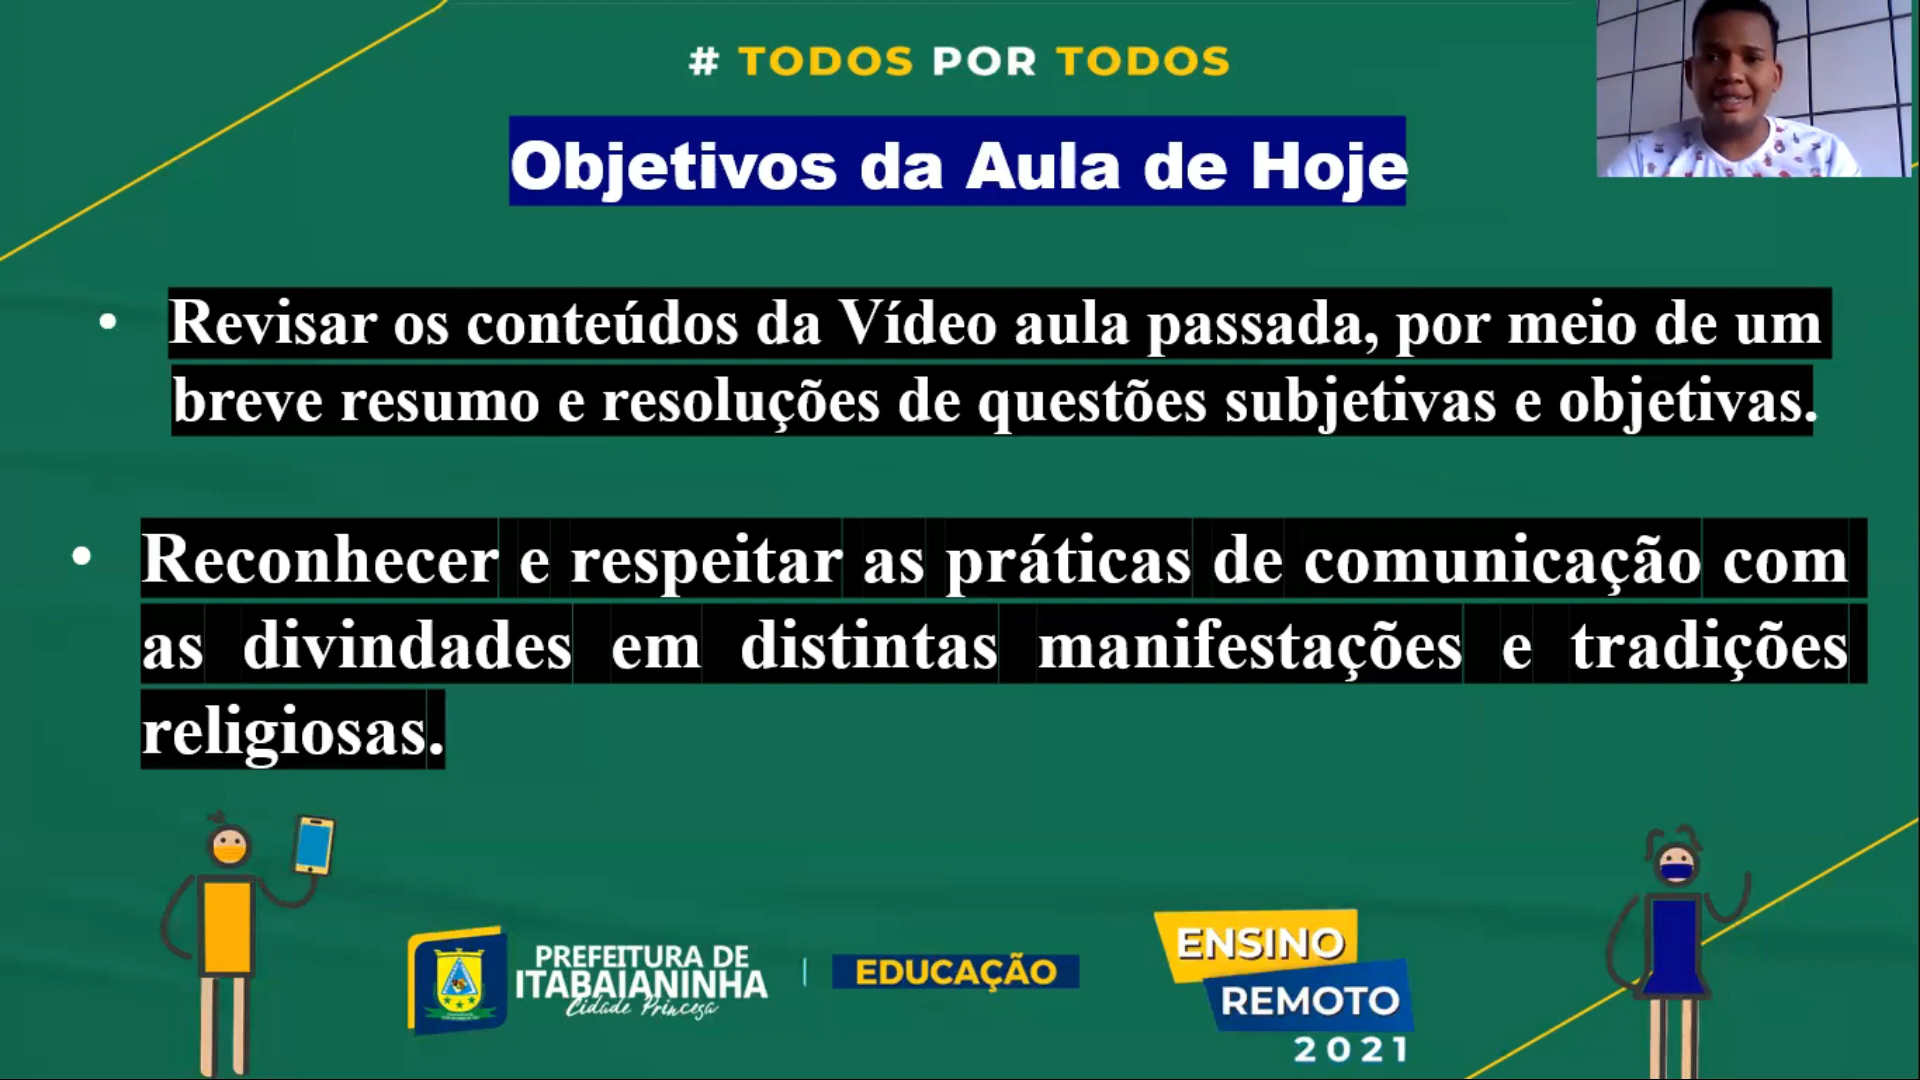 # TODOS POR TODOS
Objetivos da Aula de Hoje
• Revisar os conteúdos da Vídeo aula passada, por meio de um
breve resumo e resoluções de questões subjetivas e objetivas.
• Reconhecer e respeitar as práticas de comunicação com
as divindades em distintas manifestações e tradições
religiosas.
PREFEITURA DE
ITABAIANINHA
Cidade Princesa
EDUCAÇÃO
ENSINO
REMOTO
2021